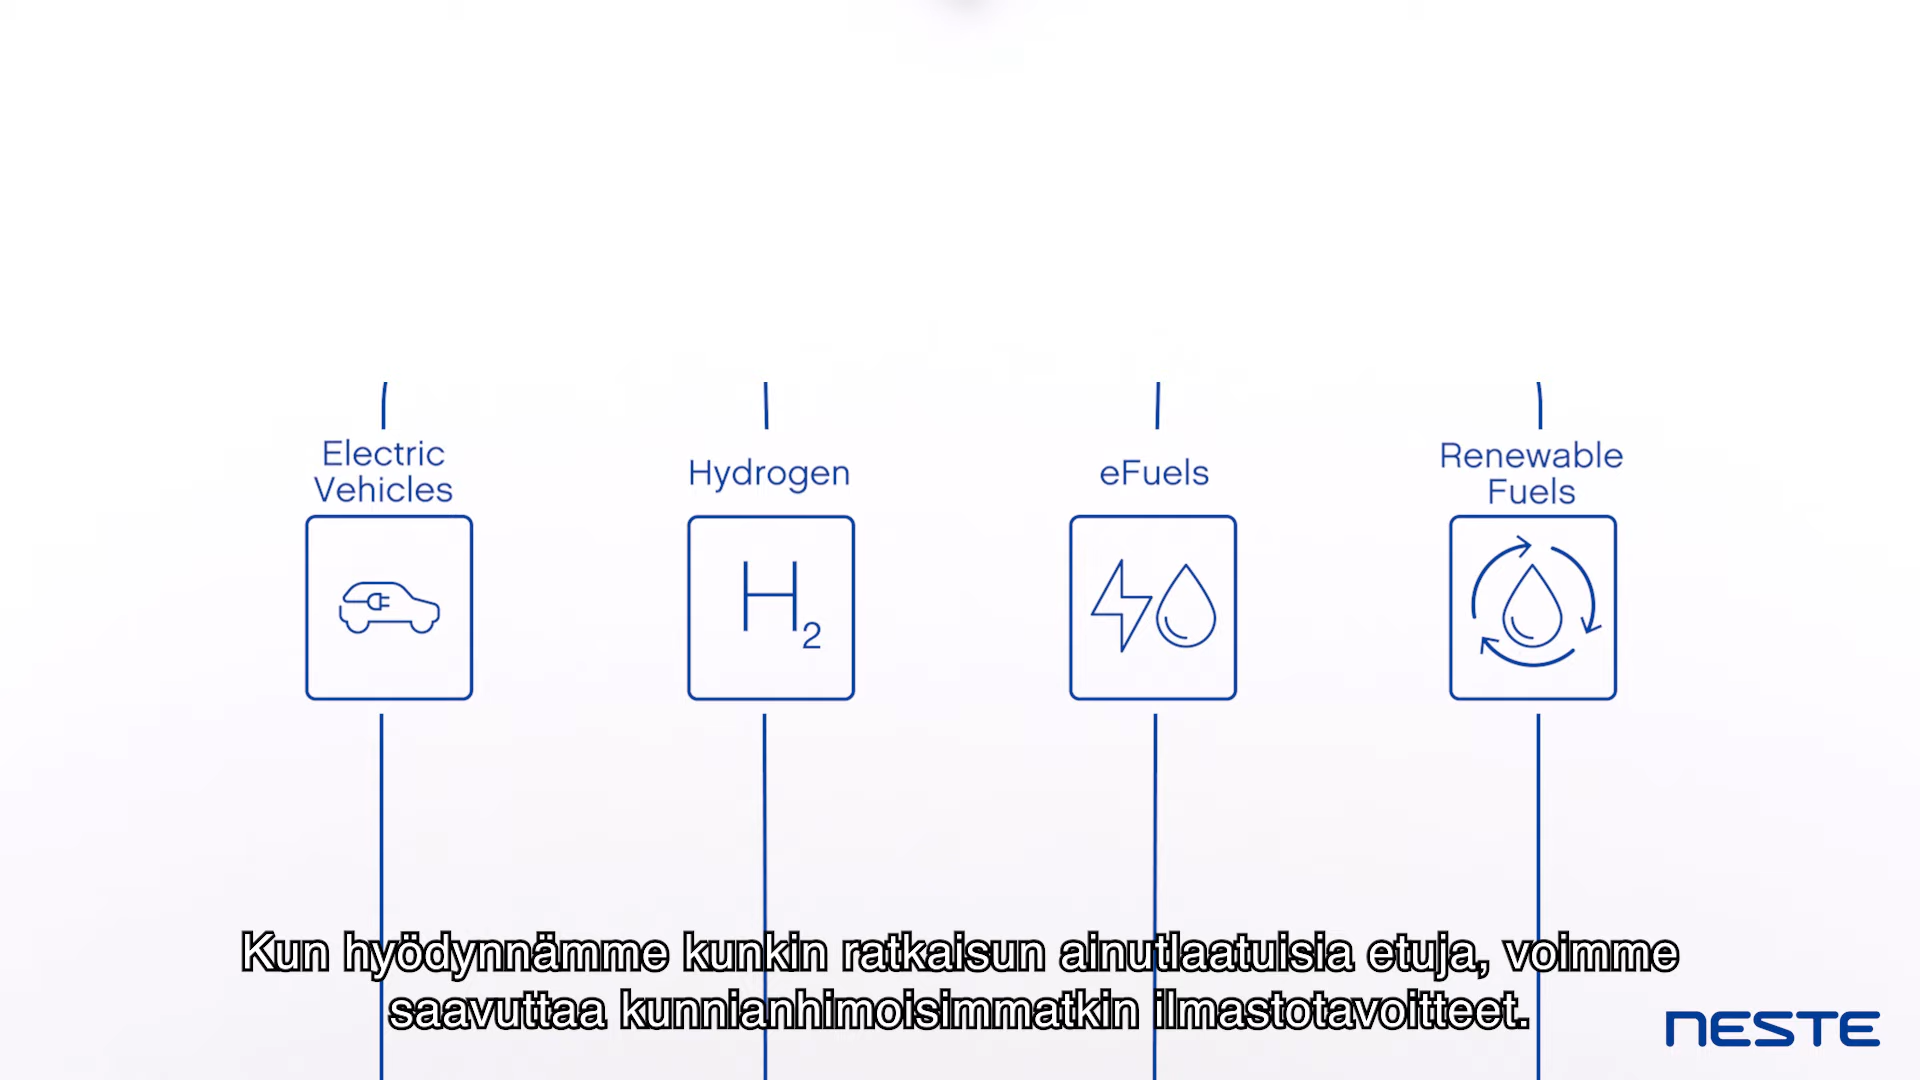 Electric
Vehicles
Hydrogen
eFuels
Renewable
Fuels
H2
Kun hyödynnämme kunkin ratkaisun ainutlaatuisia etuja, voimme
saavuttaa kunnianhimoisimmatkin ilmastotavoitteet.
NESTE